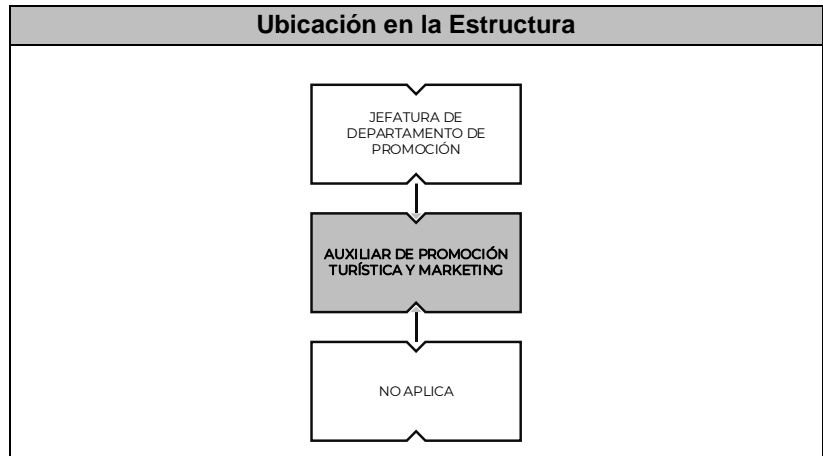 Ubicación en la Estructura
JEFATURA DE
DEPARTAMENTO DE
PROMOCIÓN
AUXILIAR DE PROMOCIÓN
TURÍSTICA Y MARKETING
NO APLICA